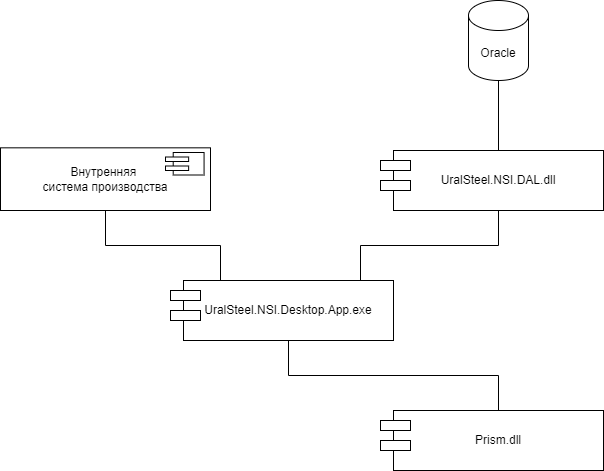 Oracle
Внутренняя
система производства
UralSteel.NSI.DAL.dll
UralSteel.NSI.Desktop.App.exe
Prism.dll